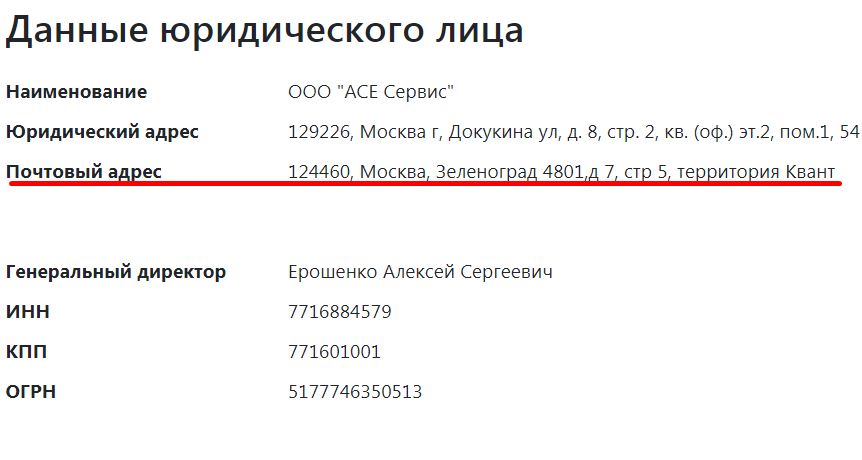 Данные юридического лица
Наименование ООО "АСЕ Сервис"
Юридический адрес 129226, Москва г, Докукина ул, д. 8, стр. 2, кв. (оф.) эт.2, пом.1, 54
Почтовый адрес 124460, Москва, Зеленоград 4801,д 7, стр 5, территория Квант
Генеральный директор Ерошенко Алексей Сергеевич
ИНН 7716884579
КПП 771601001
ОГРН 5177746350513